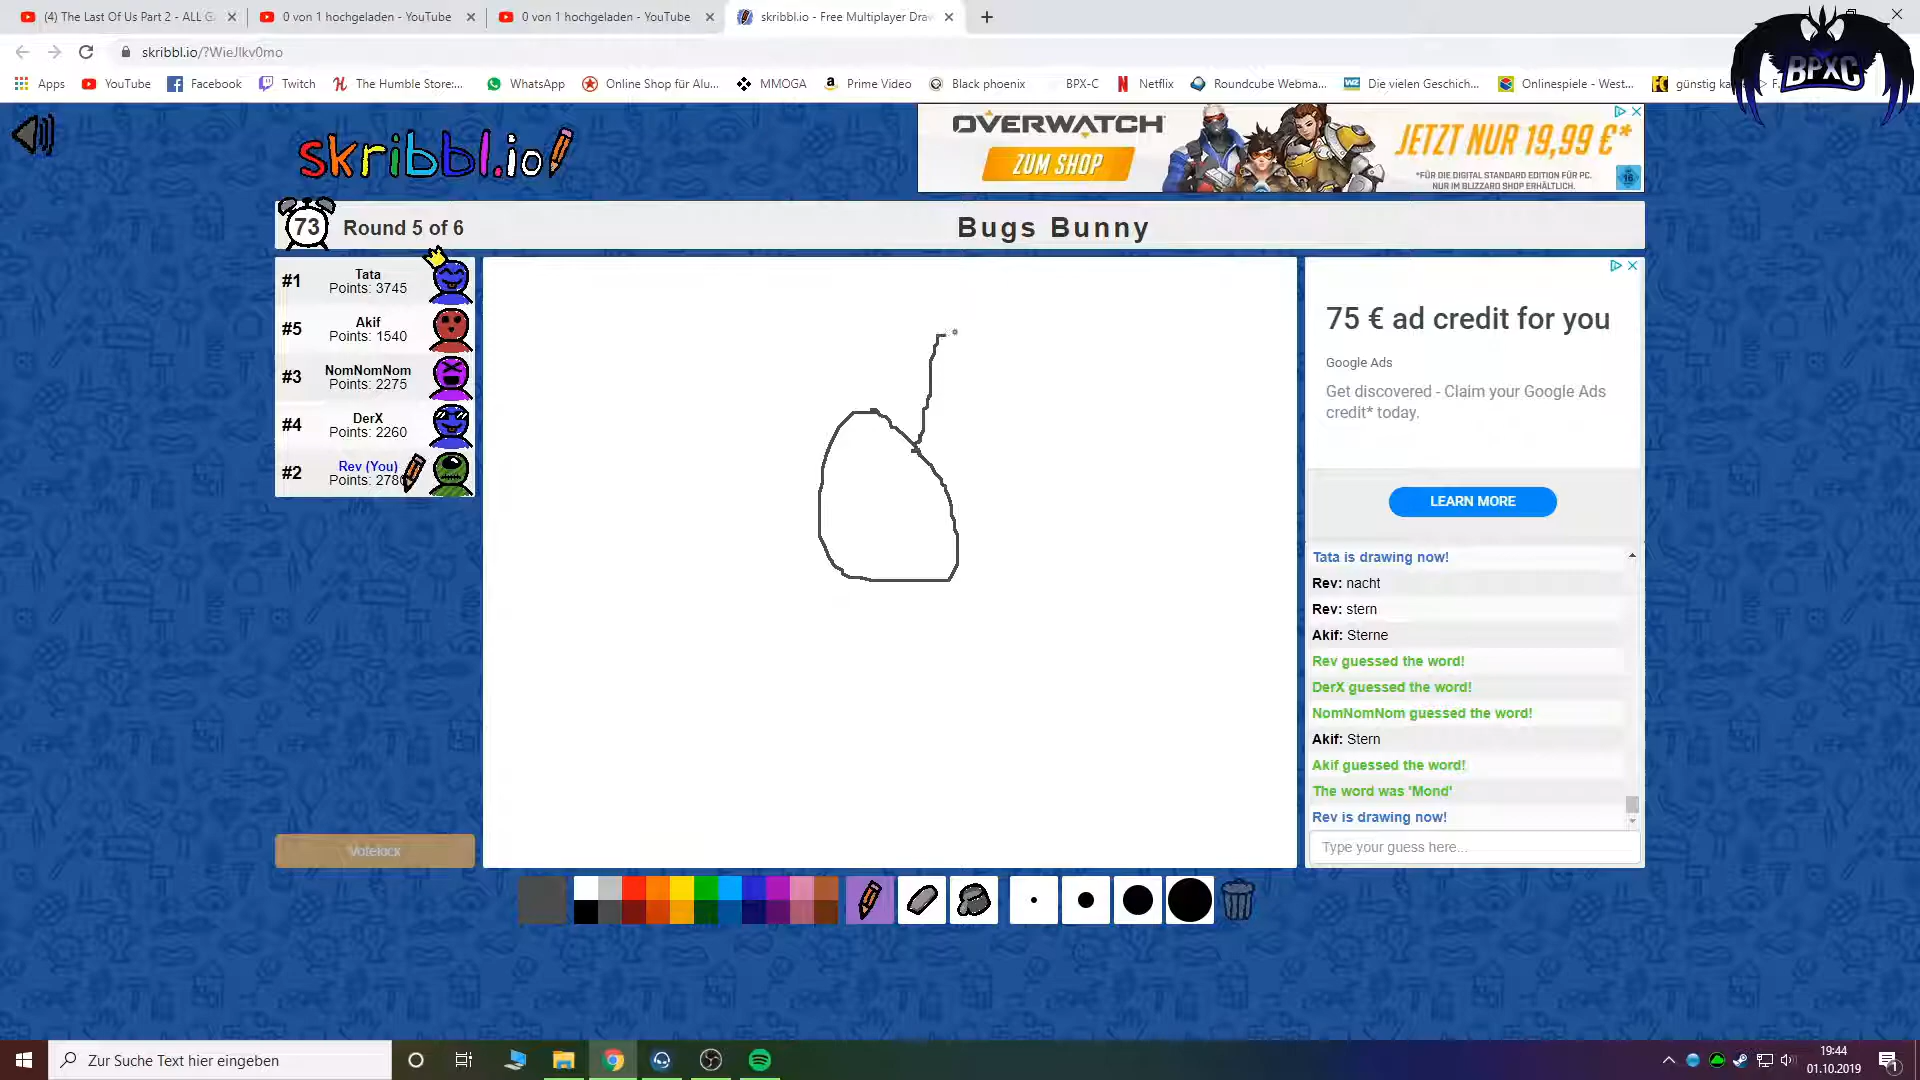 (4) The Last Of Us Part 2 - ALL G
0 von 1 hochgeladen - YouTube
0 von 1 hochgeladen - YouTube
skribbl.io - Free Multiplayer Draw
skribbl.io/?WieJIkv0mo
Apps
YouTube
Facebook
Twitch
The Humble Store:...
WhatsApp
Online Shop für Alu...
MMOGA
Prime Video
Black phoenix
BPX-C
Netflix
Roundcube Webma...
Die vielen Geschich...
Onlinespiele - West...
günstig
BPXC
skribbl.io
OVERWATCH
ZUM SHOP
JETZT NUR 19,99 €*
*FÜR DIE DIGITAL STANDARD EDITION FÜR PC.
NUR IM BLIZZARD SHOP ERHÄLTLICH.
16
73
Round 5 of 6
Bugs Bunny
#1
Tata
Points: 3745
#5
Akif
Points: 1540
#3
NomNomNom
Points: 2275
#4
DerX
Points: 2260
#2
Rev (You)
Points: 2780
Votekick
75 € ad credit for you
Google Ads
Get discovered - Claim your Google Ads
credit* today.
LEARN MORE
Tata is drawing now!
Rev: nacht
Rev: stern
Akif: Sterne
Rev guessed the word!
DerX guessed the word!
NomNomNom guessed the word!
Akif: Stern
Akif guessed the word!
The word was 'Mond'
Rev is drawing now!
Type your guess here...
Zur Suche Text hier eingeben
19:44
01.10.2019
1